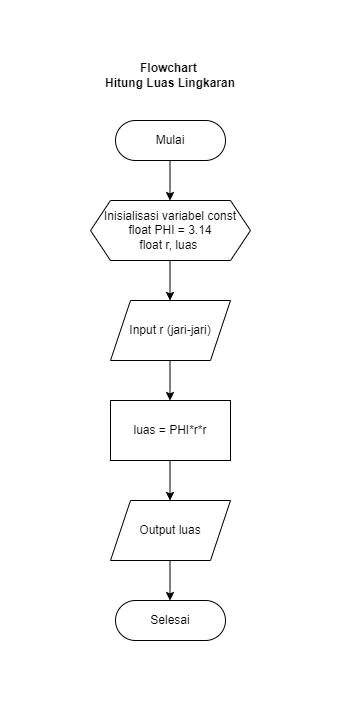 Flowchart
Hitung Luas Lingkaran
Mulai
Inisialisasi variabel const
float PHI = 3.14
float r, luas
Input r (jari-jari)
luas = PHI*r*r
Output luas
Selesai